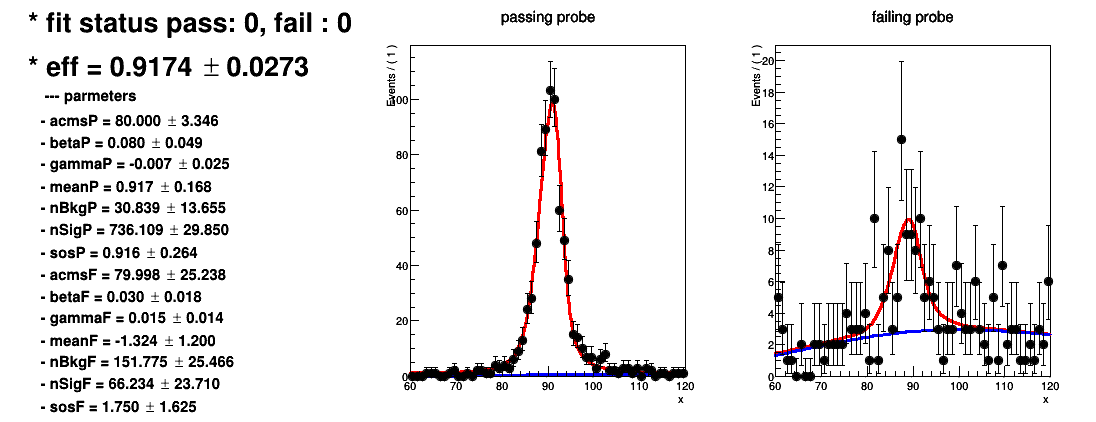 * fit status pass: 0, fail : 0
* eff = 0.9174 ± 0.0273
--- parmeters
- acmsP = 80.000 ± 3.346
- betaP = 0.080 ± 0.049
- gammaP = -0.007 ± 0.025
- meanP = 0.917 ± 0.168
- nBkgP = 30.839 ± 13.655
- nSigP = 736.109 ± 29.850
- sosP = 0.916 ± 0.264
- acmsF = 79.998 ± 25.238
- betaF = 0.030 ± 0.018
- gammaF = 0.015 ± 0.014
- meanF = -1.324 ± 1.200
- nBkgF = 151.775 ± 25.466
- nSigF = 66.234 ± 23.710
- sosF = 1.750 ± 1.625
passing probe
Events / ( 1 )
100
80
60
40
20
0
60 70 80 90 100 110 120
x
failing probe
Events / ( 1 )
20
18
16
14
12
10
8
6
4
2
0
60 70 80 90 100 110 120
x